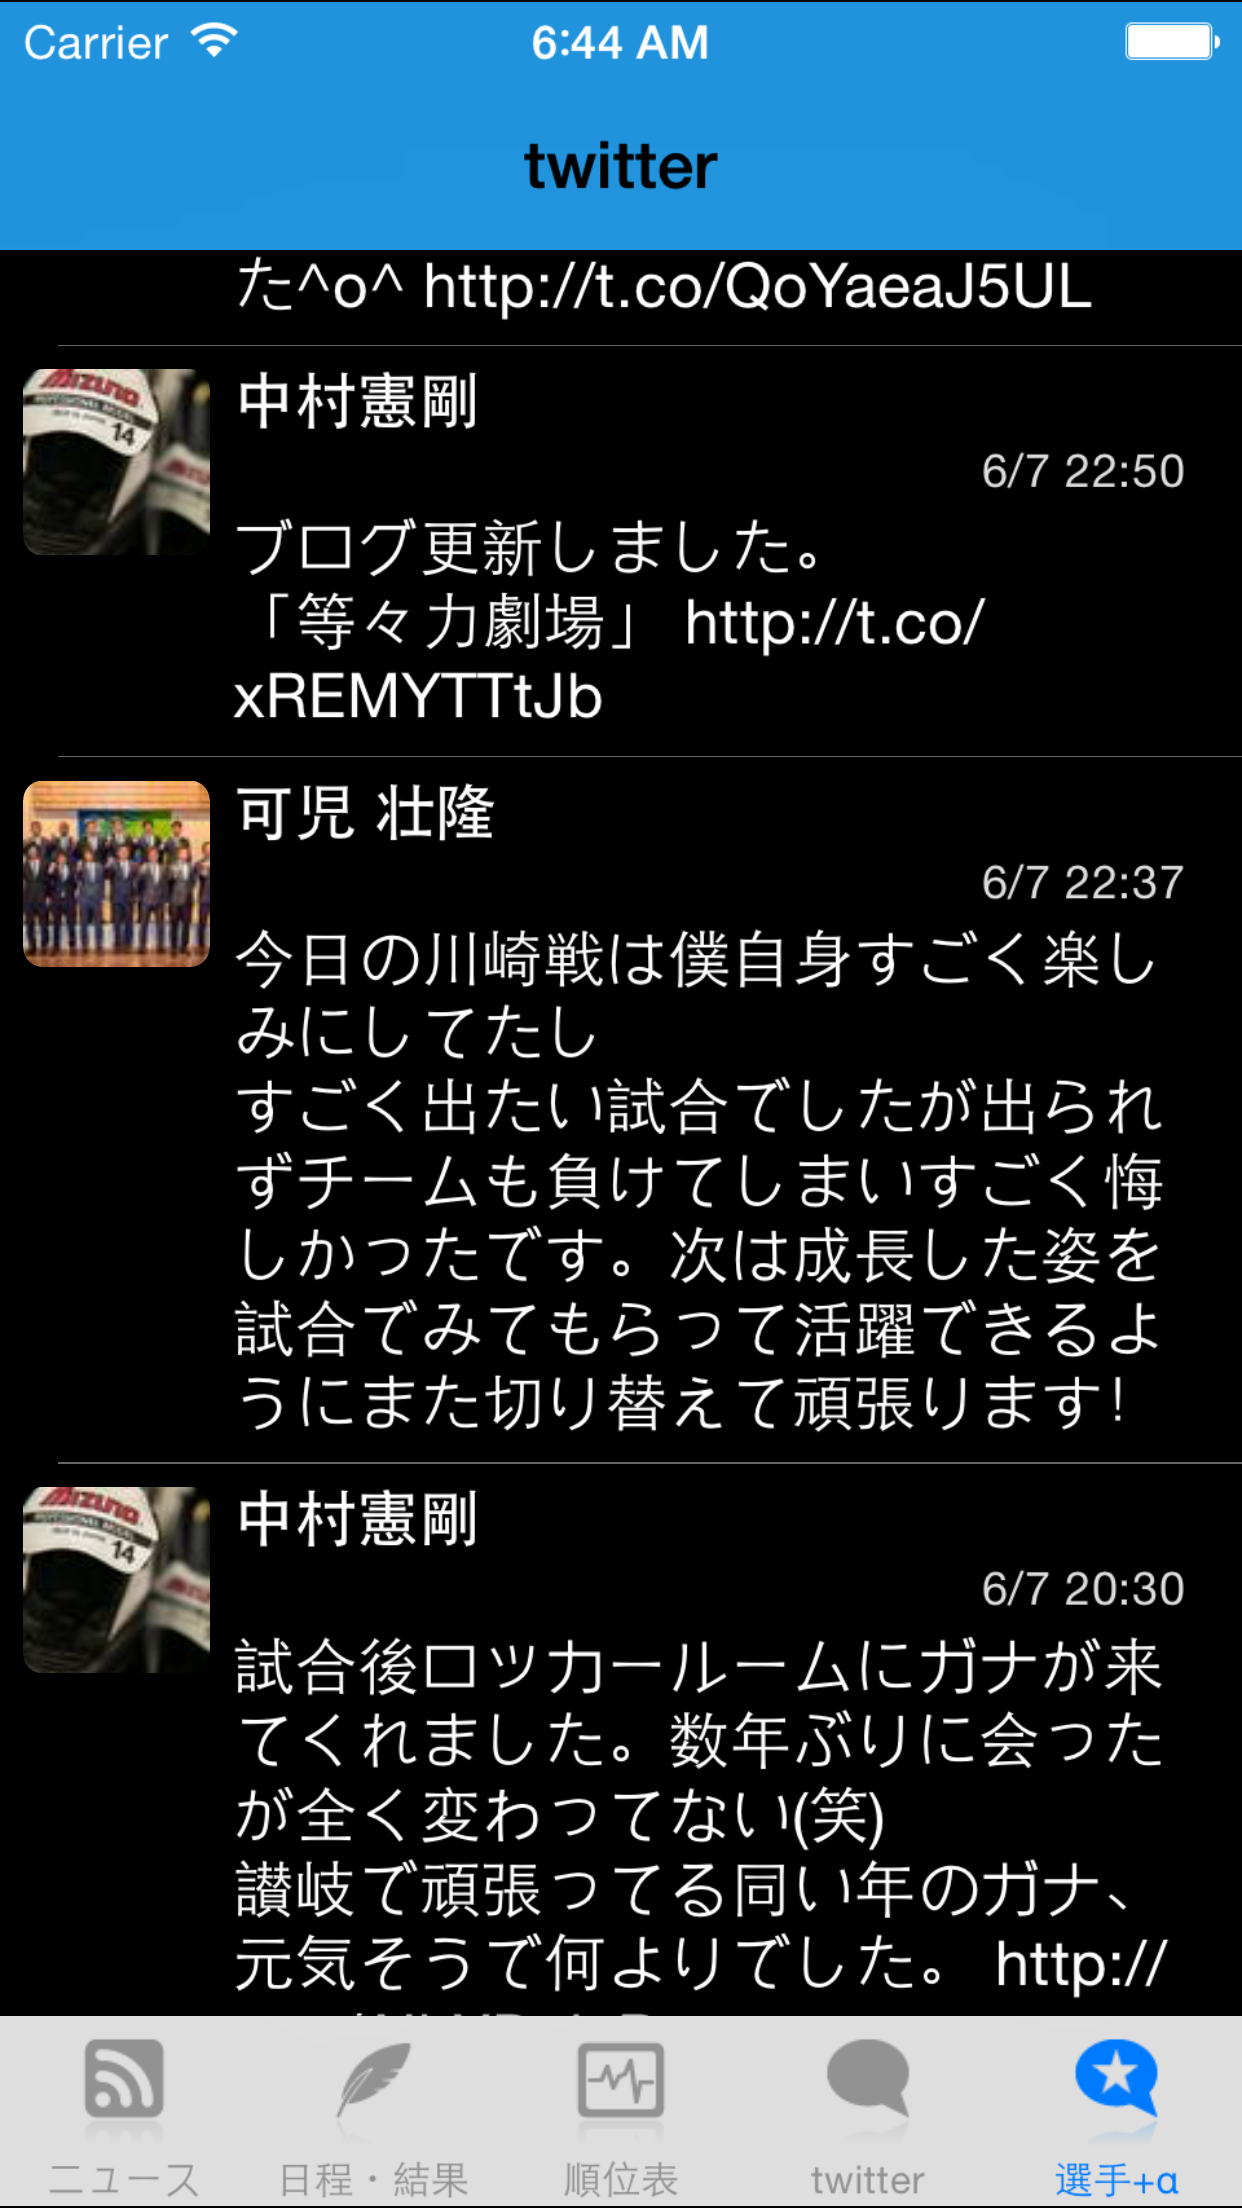 Carrier 6:44 AM
twitter
た^o^ http://t.co/QoYaeaJ5UL
MIZUNO
14
中村憲剛
6/7 22:50
ブログ更新しました。
「等々力劇場」 http://t.co/
xREMYTTtJb
可児 壮隆
6/7 22:37
今日の川崎戦は僕自身すごく楽し
みにしてたし
すごく出たい試合でしたが出られ
ずチームも負けてしまいすごく悔
しかったです。次は成長した姿を
試合でみてもらって活躍できるよ
うにまた切り替えて頑張ります!
MIZUNO
14
中村憲剛
6/7 20:30
試合後ロッカールームにガナが来
てくれました。数年ぶりに会った
が全く変わってない(笑)
讃岐で頑張ってる同い年のガナ、
元気そうで何よりでした。 http://
ニュース
日程・結果
順位表
twitter
選手+α